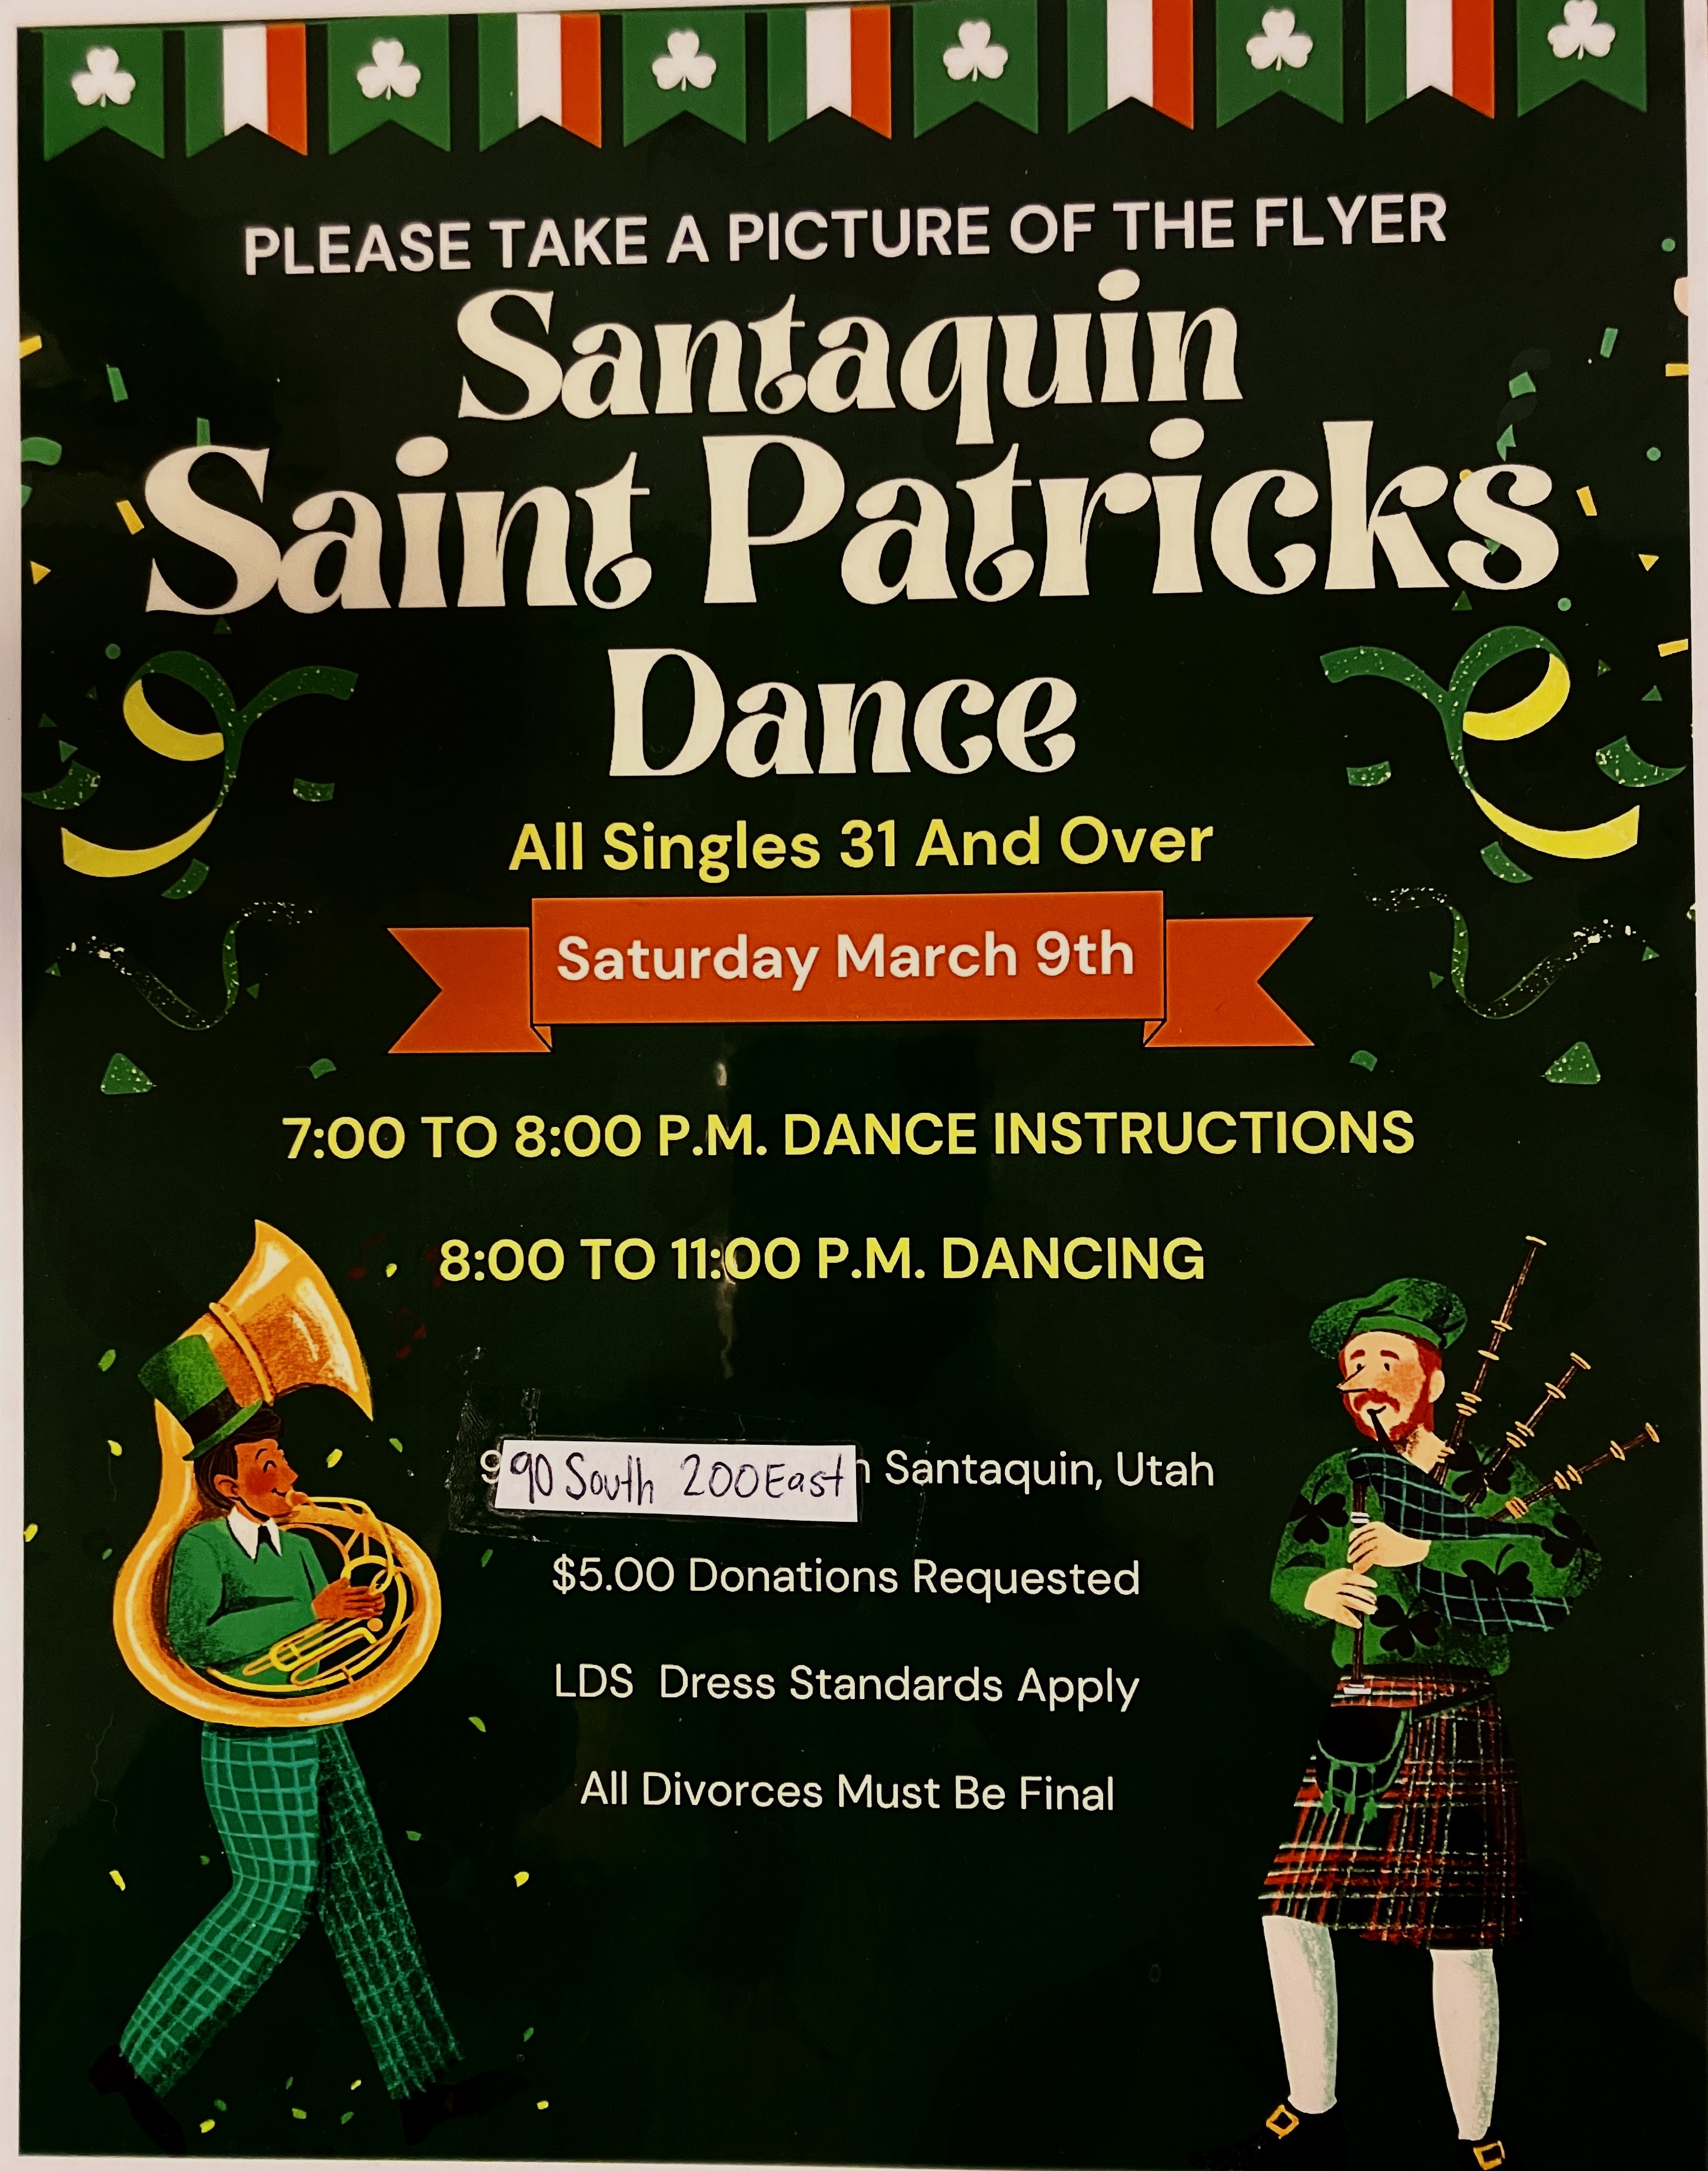 PLEASE TAKE A PICTURE OF THE FLYER
Santaquin
Saint Patricks
Dance
All Singles 31 And Over
Saturday March 9th
7:00 TO 8:00 P.M. DANCE INSTRUCTIONS
8:00 TO 11:00 P.M. DANCING
90 South 200 East Santaquin, Utah
$5.00 Donations Requested
LDS Dress Standards Apply
All Divorces Must Be Final